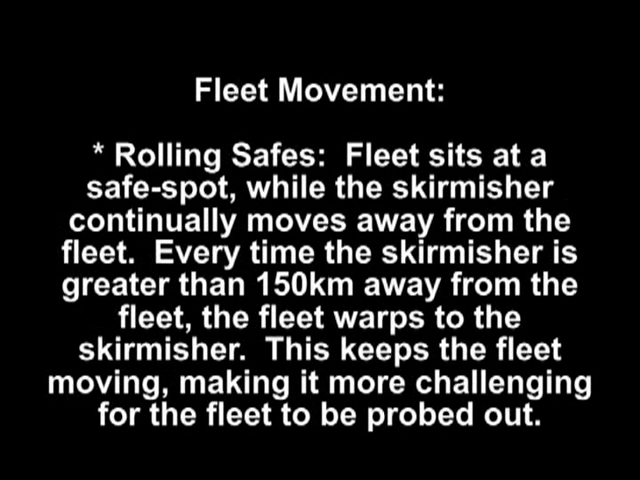 Fleet Movement:
* Rolling Safes:  Fleet sits at a
safe-spot, while the skirmisher
continually moves away from the
fleet.  Every time the skirmisher is
greater than 150km away from the
fleet, the fleet warps to the
skirmisher.  This keeps the fleet
moving, making it more challenging
for the fleet to be probed out.